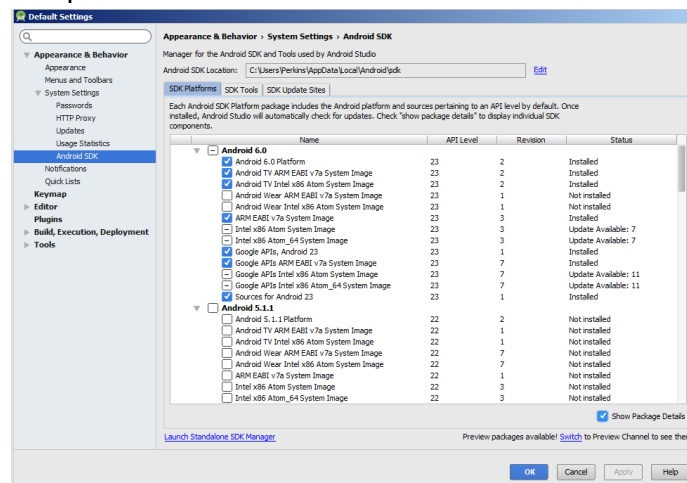 Default Settings
Appearance & Behavior › System Settings › Android SDK
Appearance & Behavior
Appearance
Menus and Toolbars
System Settings
Passwords
HTTP Proxy
Updates
Usage Statistics
Android SDK
Notifications
Quick Lists
Keymap
Editor
Plugins
Build, Execution, Deployment
Tools
Manager for the Android SDK and Tools used by Android Studio
Android SDK Location: C:\Users\Perkins\AppData\Local\Android\sdk Edit
SDK Platforms SDK Tools SDK Update Sites
Each Android SDK Platform package includes the Android platform and sources pertaining to an API level by default. Once
installed, Android Studio will automatically check for updates. Check "show package details" to display individual SDK
components.
Name API Level Revision Status
Android 6.0
Android 6.0 Platform 23 2 Installed
Android TV ARM EABI v7a System Image 23 2 Installed
Android TV Intel x86 Atom System Image 23 2 Installed
Android Wear ARM EABI v7a System Image 23 1 Not installed
Android Wear Intel x86 Atom System Image 23 1 Not installed
ARM EABI v7a System Image 23 3 Installed
Intel x86 Atom System Image 23 3 Update Available: 7
Intel x86 Atom_64 System Image 23 3 Update Available: 7
Google APIs, Android 23 23 1 Installed
Google APIs ARM EABI v7a System Image 23 7 Installed
Google APIs Intel x86 Atom System Image 23 7 Update Available: 11
Google APIs Intel x86 Atom_64 System Image 23 7 Update Available: 11
Sources for Android 23 23 1 Installed
Android 5.1.1
Android 5.1.1 Platform 22 2 Not installed
Android TV ARM EABI v7a System Image 22 1 Not installed
Android TV Intel x86 Atom System Image 22 1 Not installed
Android Wear ARM EABI v7a System Image 22 7 Not installed
Android Wear Intel x86 Atom System Image 22 7 Not installed
ARM EABI v7a System Image 22 1 Not installed
Intel x86 Atom System Image 22 3 Not installed
Intel x86 Atom_64 System Image 22 3 Not installed
Show Package Details
Launch Standalone SDK Manager Preview packages available! Switch to Preview Channel to see
OK Cancel Apply Help